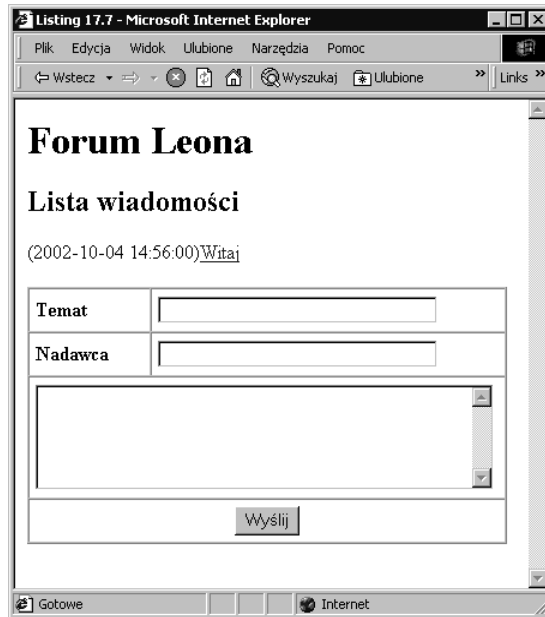 Listing 17.7 - Microsoft Internet Explorer
Plik Edycja Widok Ulubione Narzędzia Pomoc
Wstecz Wyszukaj Ulubione » Links »
Forum Leona
Lista wiadomości
(2002-10-04 14:56:00)Witaj
Temat
Nadawca
Wyślij
Gotowe Internet